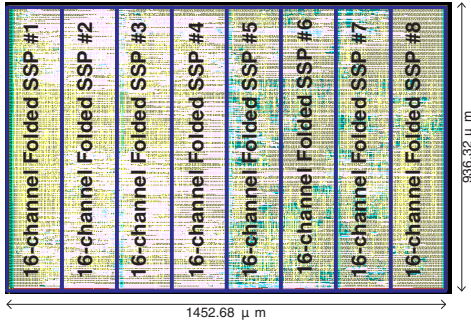 16-channel Folded SSP #1
16-channel Folded SSP #2
16-channel Folded SSP #3
16-channel Folded SSP #4
16-channel Folded SSP #5
16-channel Folded SSP #6
16-channel Folded SSP #7
16-channel Folded SSP #8
936.32 μ m
1452.68 μ m